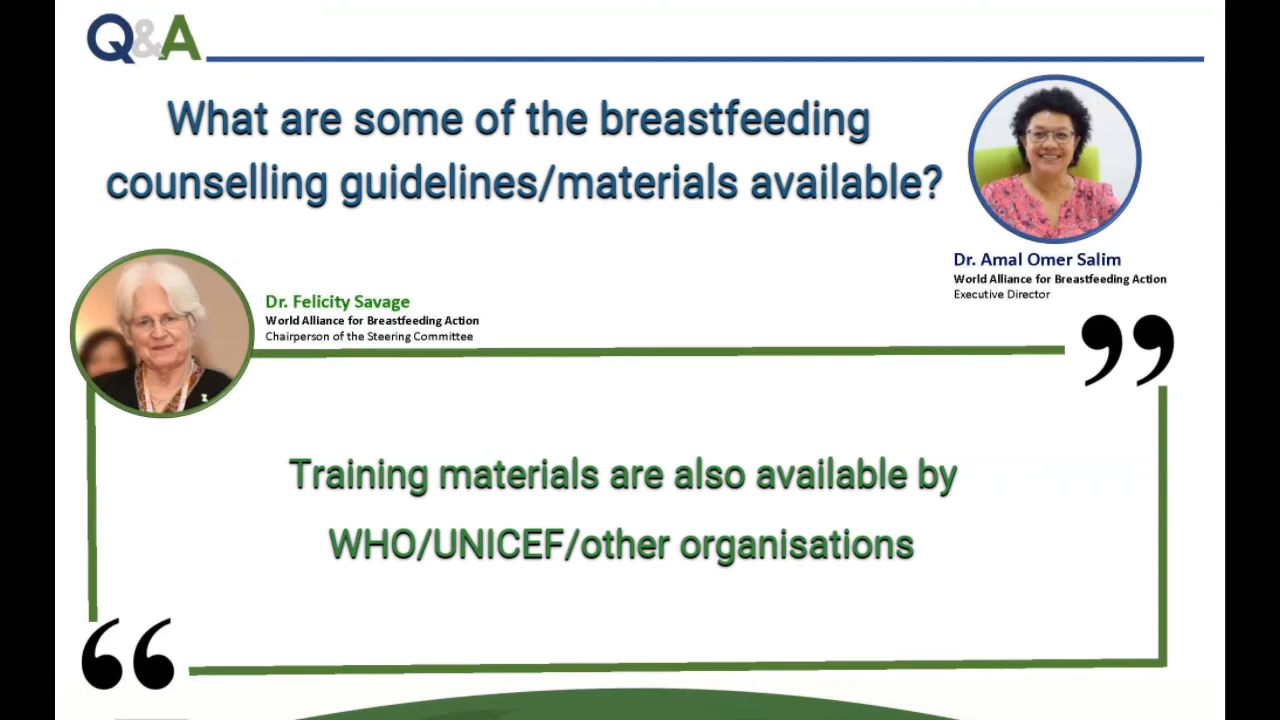 Q&A
What are some of the breastfeeding
counselling guidelines/materials available?
Dr. Amal Omer Salim
World Alliance for Breastfeeding Action
Executive Director
Dr. Felicity Savage
World Alliance for Breastfeeding Action
Chairperson of the Steering Committee
”
Training materials are also available by
WHO/UNICEF/other organisations
“